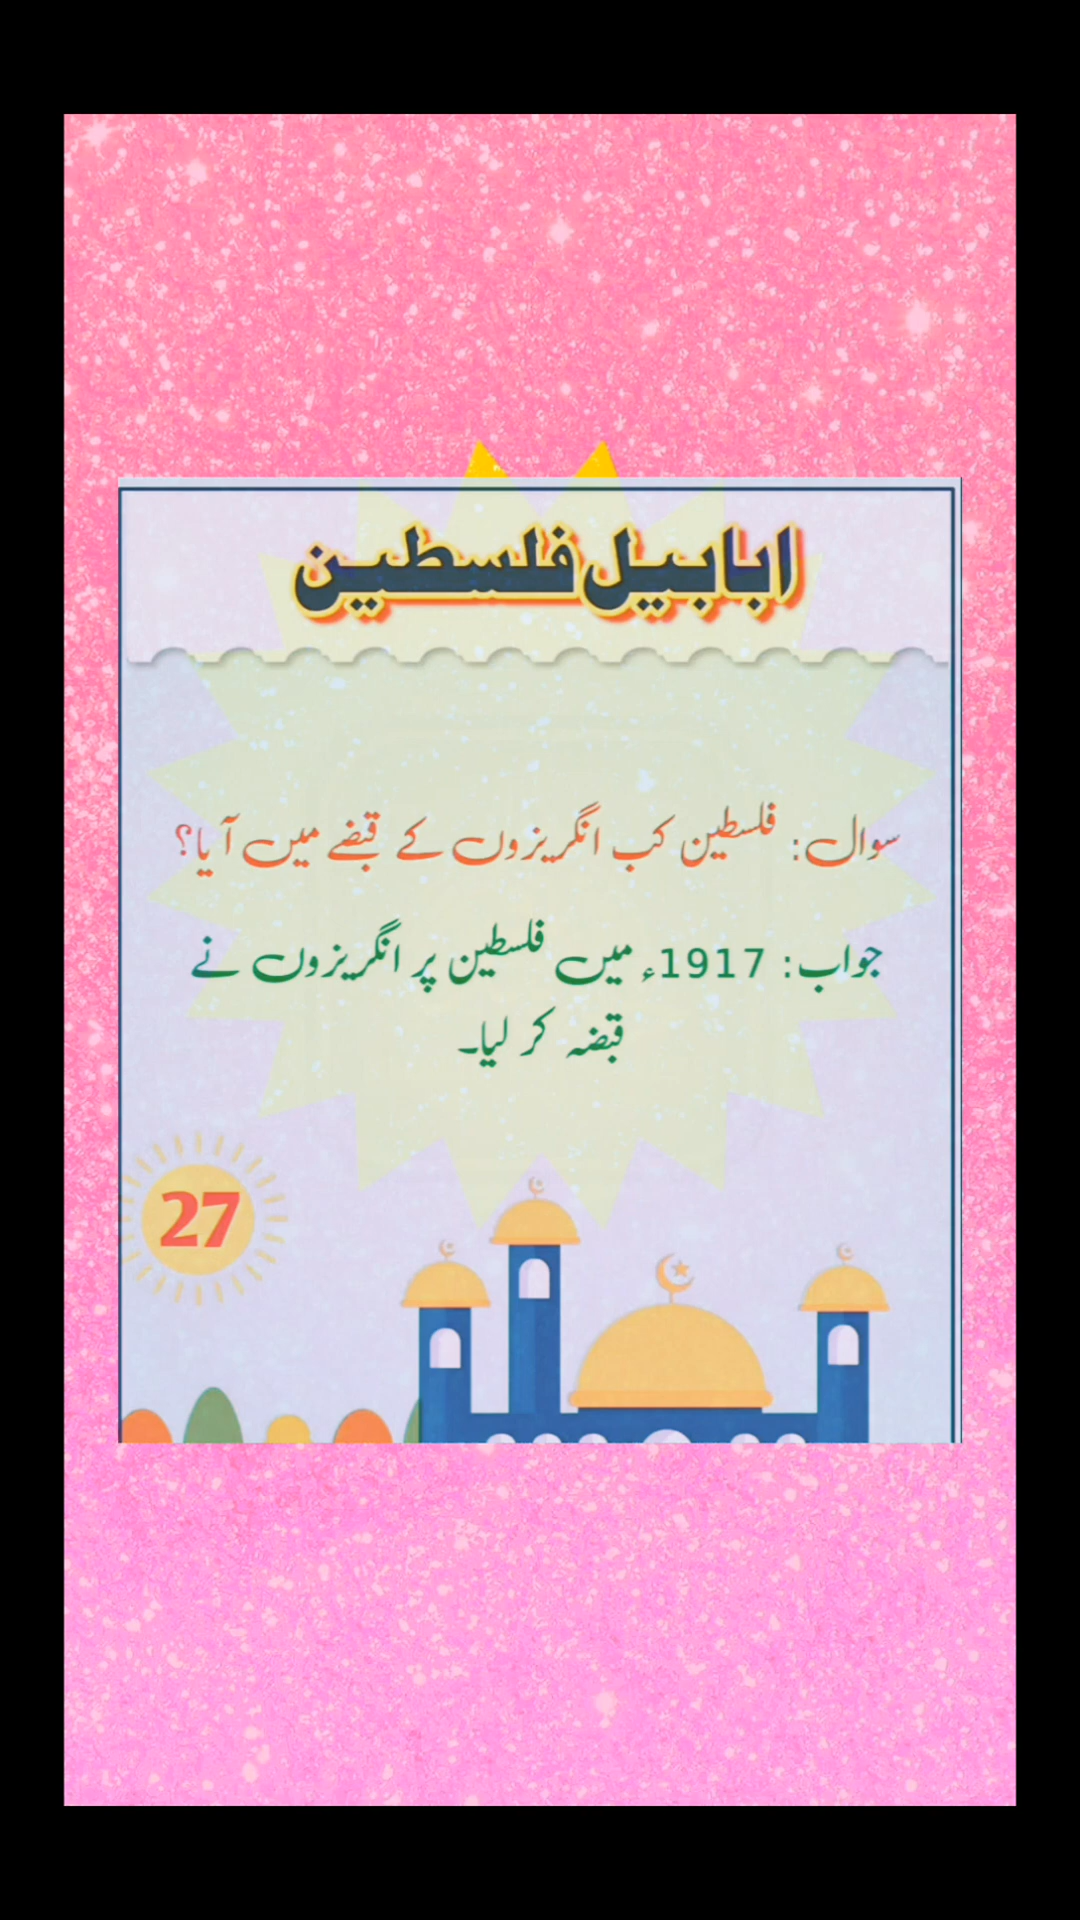 ابابیل فلسطین
سوال: فلسطین کب انگریزوں کے قبضے میں آیا؟
جواب: 1917ء میں فلسطین پر انگریزوں نے
قبضہ کر لیا۔
27